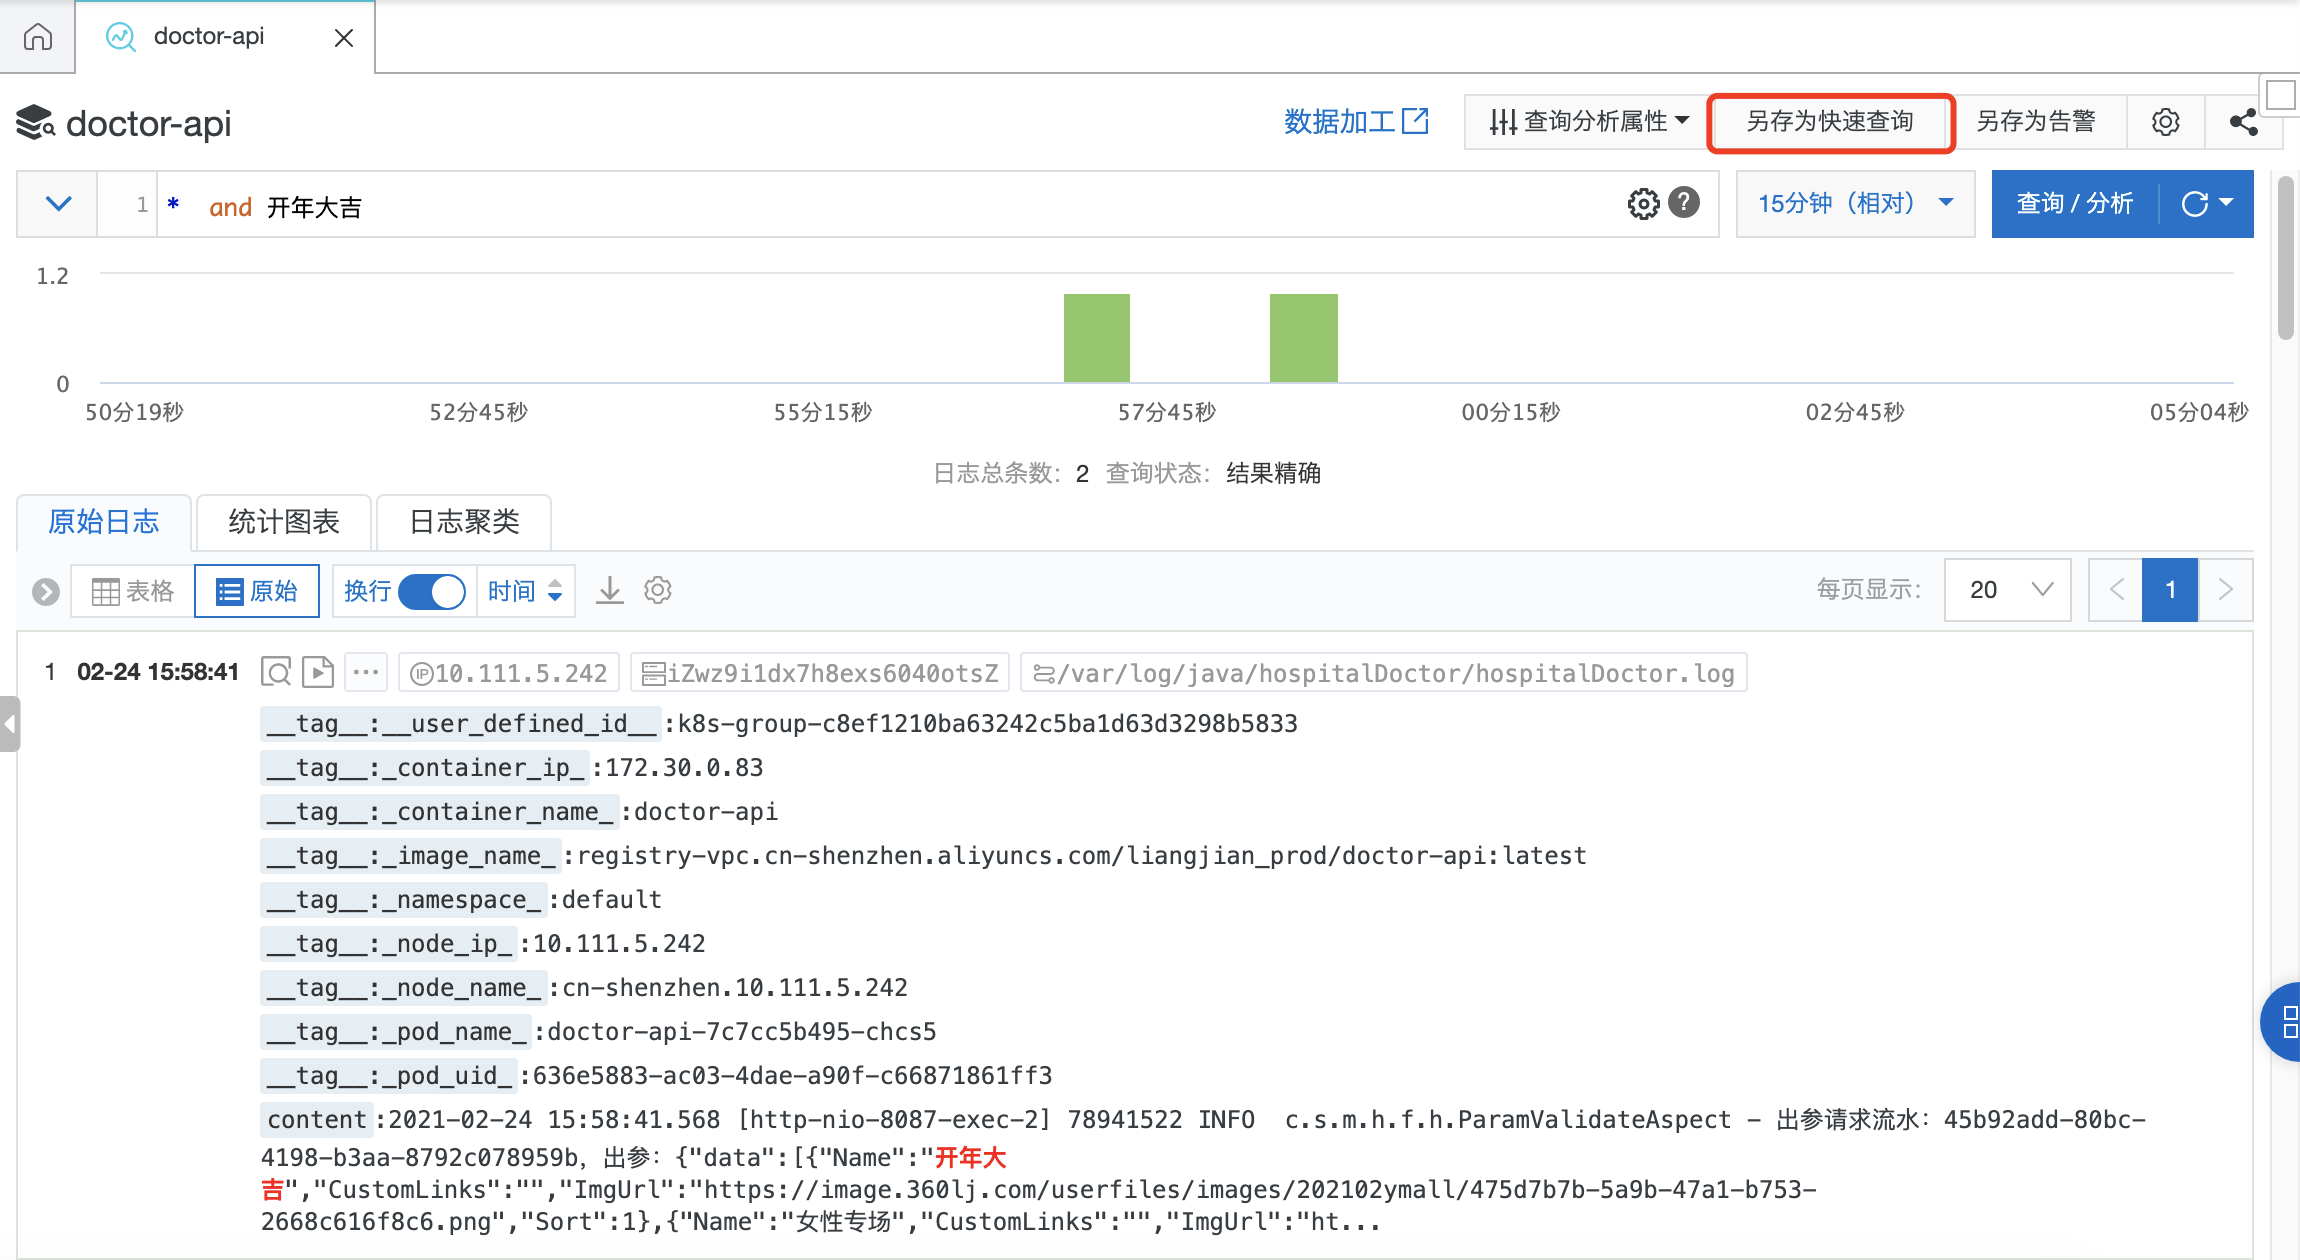 doctor-api
doctor-api
数据加工 查询分析属性 另存为快速查询 另存为告警
1 * and 开年大吉 ? 15分钟（相对） 查询 / 分析
1.2
0
50分19秒 52分45秒 55分15秒 57分45秒 00分15秒 02分45秒 05分04秒
日志总条数： 2 查询状态： 结果精确
原始日志 统计图表 日志聚类
表格 原始 换行 时间 每页显示： 20 < 1 >
1 02-24 15:58:41 ... IP 10.111.5.242 iZwz9i1dx7h8exs6040otsZ /var/log/java/hospitalDoctor/hospitalDoctor.log
__tag__:__user_defined_id__ :k8s-group-c8ef1210ba63242c5ba1d63d3298b5833
__tag__:_container_ip_ :172.30.0.83
__tag__:_container_name_ :doctor-api
__tag__:_image_name_ :registry-vpc.cn-shenzhen.aliyuncs.com/liangjian_prod/doctor-api:latest
__tag__:_namespace_ :default
__tag__:_node_ip_ :10.111.5.242
__tag__:_node_name_ :cn-shenzhen.10.111.5.242
__tag__:_pod_name_ :doctor-api-7c7cc5b495-chcs5
__tag__:_pod_uid_ :636e5883-ac03-4dae-a90f-c66871861ff3
content :2021-02-24 15:58:41.568 [http-nio-8087-exec-2] 78941522 INFO  c.s.m.h.f.h.ParamValidateAspect - 出参请求流水：45b92add-80bc-
4198-b3aa-8792c078959b，出参：{"data":[{"Name":"开年大
吉","CustomLinks":"","ImgUrl":"https://image.360lj.com/userfiles/images/202102ymall/475d7b7b-5a9b-47a1-b753-
2668c616f8c6.png","Sort":1},{"Name":"女性专场","CustomLinks":"","ImgUrl":"ht...